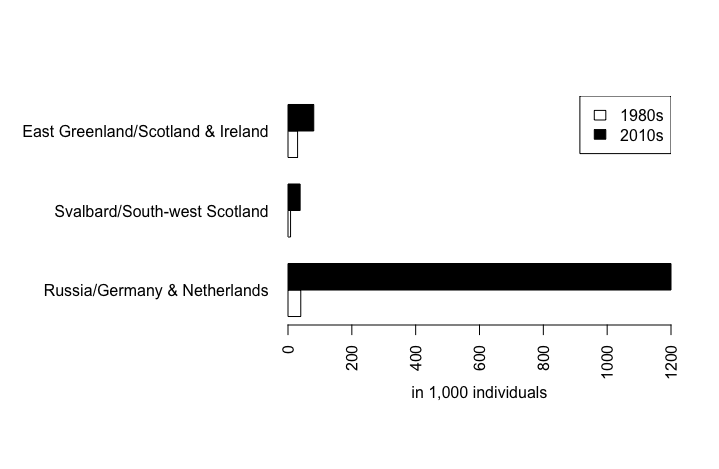 1980s
2010s
East Greenland/Scotland & Ireland
Svalbard/South-west Scotland
Russia/Germany & Netherlands
0
200
400
600
800
1000
1200
in 1,000 individuals